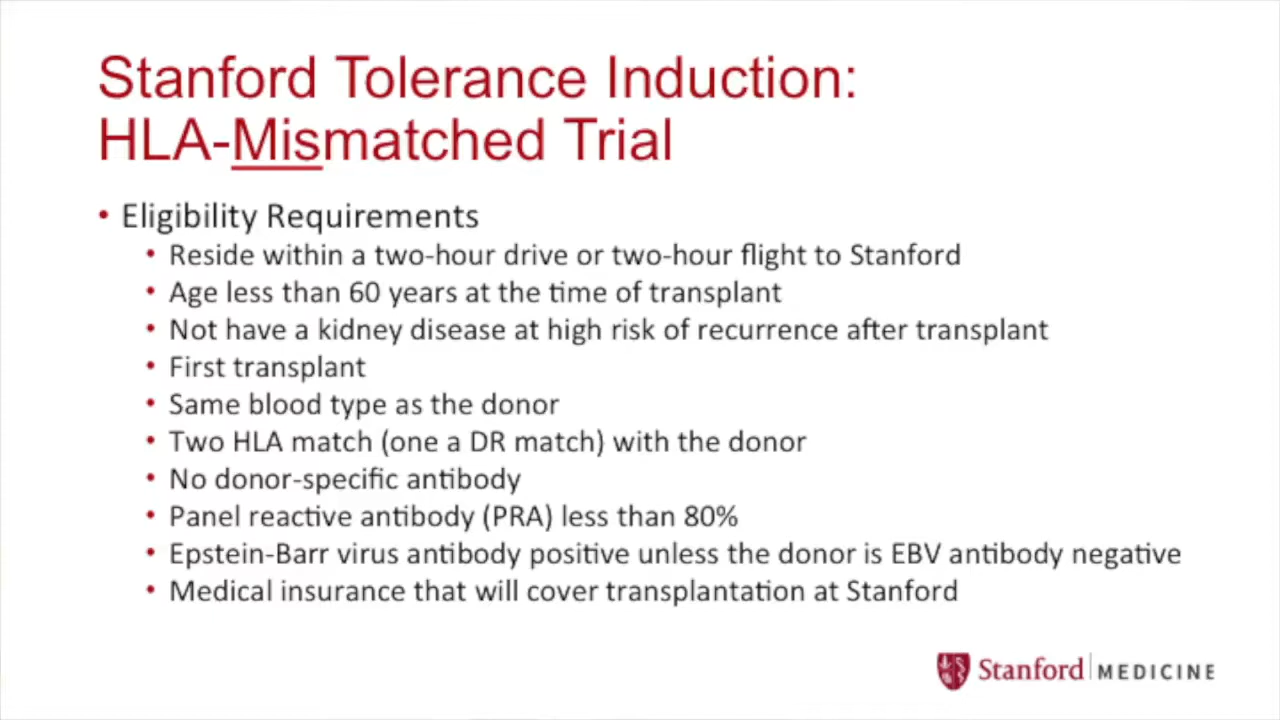 Stanford Tolerance Induction:
HLA-Mismatched Trial
• Eligibility Requirements
• Reside within a two-hour drive or two-hour flight to Stanford
• Age less than 60 years at the time of transplant
• Not have a kidney disease at high risk of recurrence after transplant
• First transplant
• Same blood type as the donor
• Two HLA match (one a DR match) with the donor
• No donor-specific antibody
• Panel reactive antibody (PRA) less than 80%
• Epstein-Barr virus antibody positive unless the donor is EBV antibody negative
• Medical insurance that will cover transplantation at Stanford
Stanford MEDICINE